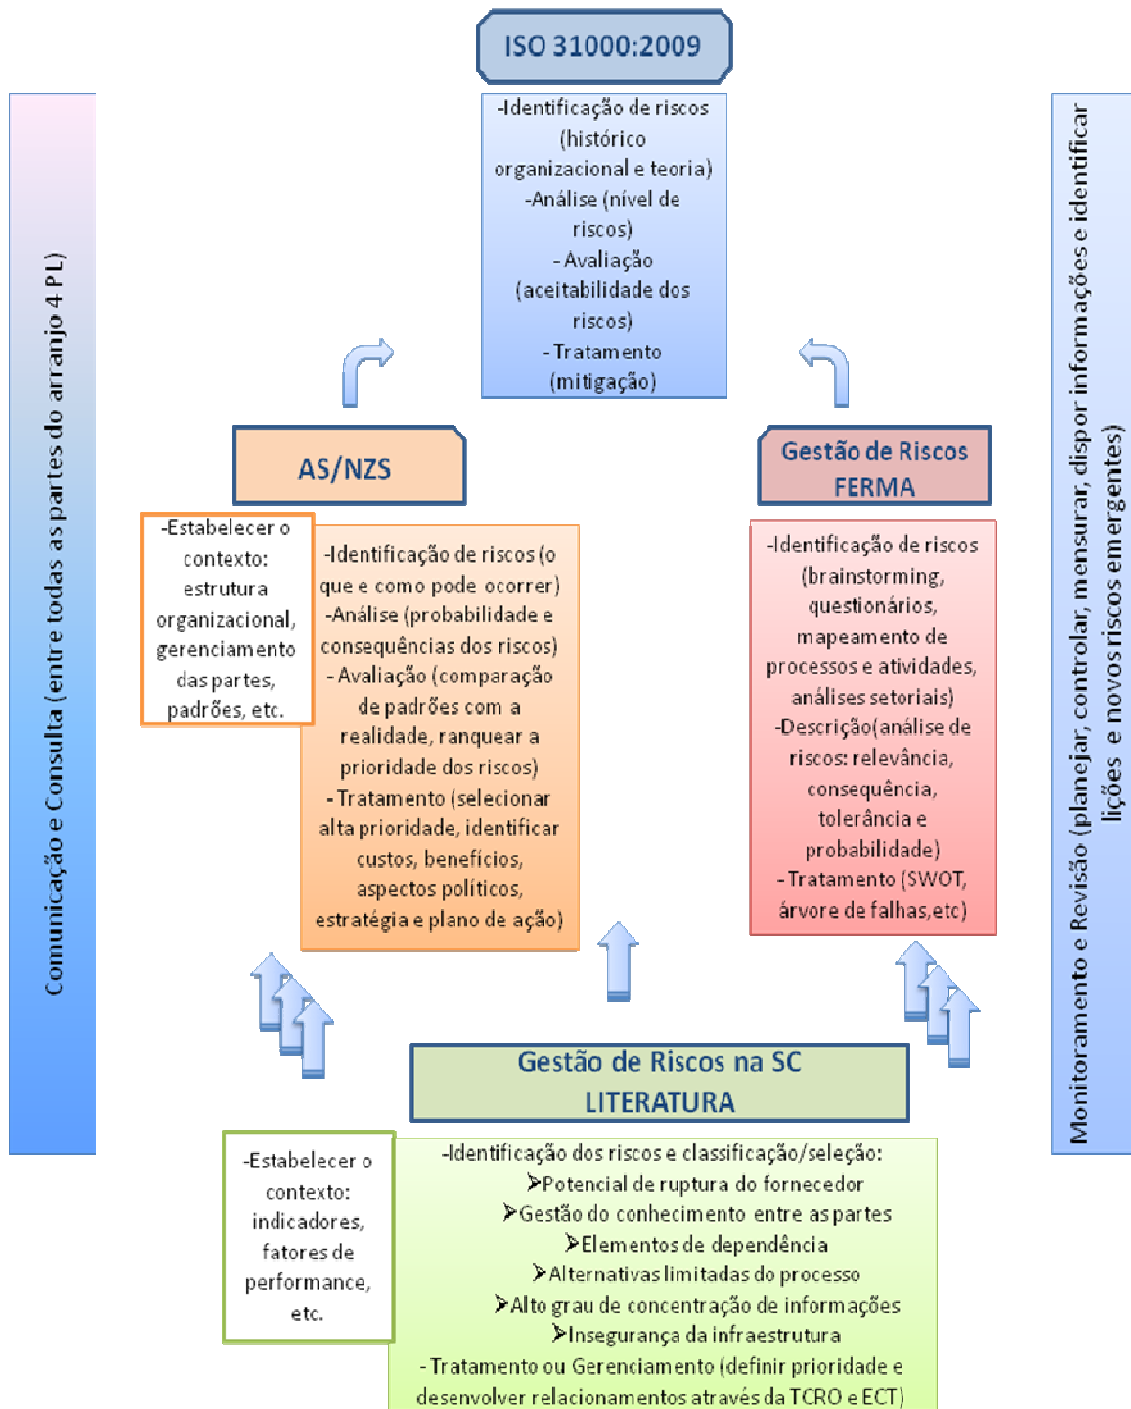 ISO 31000:2009
-Identificação de riscos
(histórico
organizacional e teoria)
-Análise (nível de
riscos)
- Avaliação
(aceitabilidade dos
riscos)
- Tratamento
(mitigação)
Comunicação e Consulta (entre todas as partes do arranjo 4 PL)
Monitoramento e Revisão (planejar, controlar, mensurar, dispor informações e identificar
lições e novos riscos emergentes)
AS/NZS
-Estabelecer o
contexto:
estrutura
organizacional,
gerenciamento
das partes,
padrões, etc.
-Identificação de riscos (o
que e como pode ocorrer)
-Análise (probabilidade e
consequências dos riscos)
- Avaliação (comparação
de padrões com a
realidade, ranquear a
prioridade dos riscos)
- Tratamento (selecionar
alta prioridade, identificar
custos, benefícios,
aspectos políticos,
estratégia e plano de ação)
Gestão de Riscos
FERMA
-Identificação de riscos
(brainstorming,
questionários,
mapeamento de
processos e atividades,
análises setoriais)
-Descrição(análise de
riscos: relevância,
consequência,
tolerância e
probabilidade)
- Tratamento (SWOT,
árvore de falhas,etc)
Gestão de Riscos na SC
LITERATURA
-Estabelecer o
contexto:
indicadores,
fatores de
performance,
etc.
-Identificação dos riscos e classificação/seleção:
➢Potencial de ruptura do fornecedor
➢Gestão do conhecimento entre as partes
➢Elementos de dependência
➢Alternativas limitadas do processo
➢Alto grau de concentração de informações
➢Insegurança da infraestrutura
- Tratamento ou Gerenciamento (definir prioridade e
desenvolver relacionamentos através da TCRO e ECT)